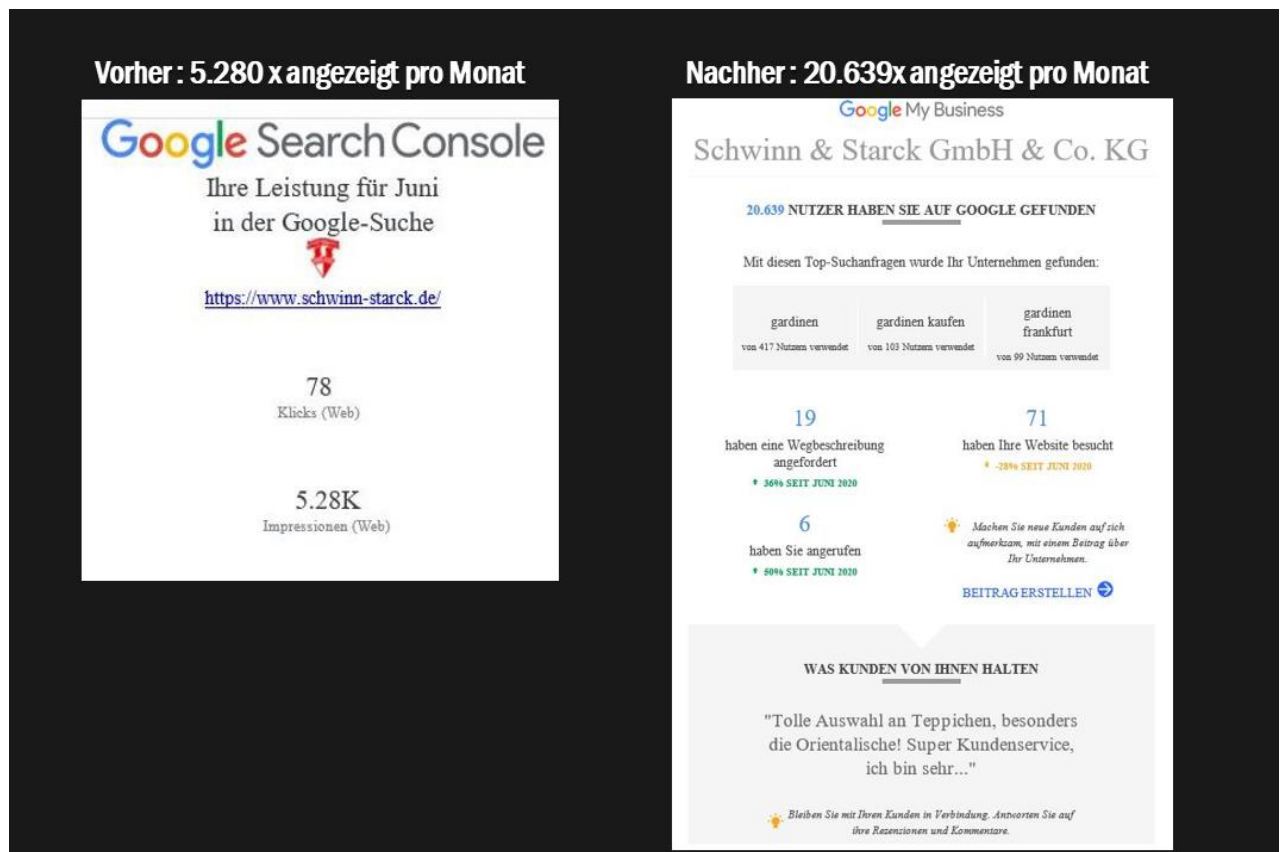 Vorher : 5.280 x angezeigt pro Monat
Google Search Console
Ihre Leistung für Juni
in der Google-Suche
https://www.schwinn-starck.de/
78
Klicks (Web)
5.28K
Impressionen (Web)
Nachher : 20.639x angezeigt pro Monat
Google My Business
Schwinn & Starck GmbH & Co. KG
20.639 NUTZER HABEN SIE AUF GOOGLE GEFUNDEN
Mit diesen Top-Suchanfragen wurde Ihr Unternehmen gefunden:
gardinen
von 417 Nutzern verwendet
gardinen kaufen
von 103 Nutzern verwendet
gardinen
frankfurt
von 99 Nutzern verwendet
19
haben eine Wegbeschreibung
angefordert
36% SEIT JUNI 2020
71
haben Ihre Website besucht
-28% SEIT JUNI 2020
6
haben Sie angerufen
50% SEIT JUNI 2020
Machen Sie neue Kunden auf sich
aufmerksam, mit einem Beitrag über
Ihr Unternehmen.
BEITRAG ERSTELLEN
WAS KUNDEN VON IHNEN HALTEN
"Tolle Auswahl an Teppichen, besonders
die Orientalische! Super Kundenservice,
ich bin sehr..."
Bleiben Sie mit Ihren Kunden in Verbindung. Antworten Sie auf
ihre Rezensionen und Kommentare.